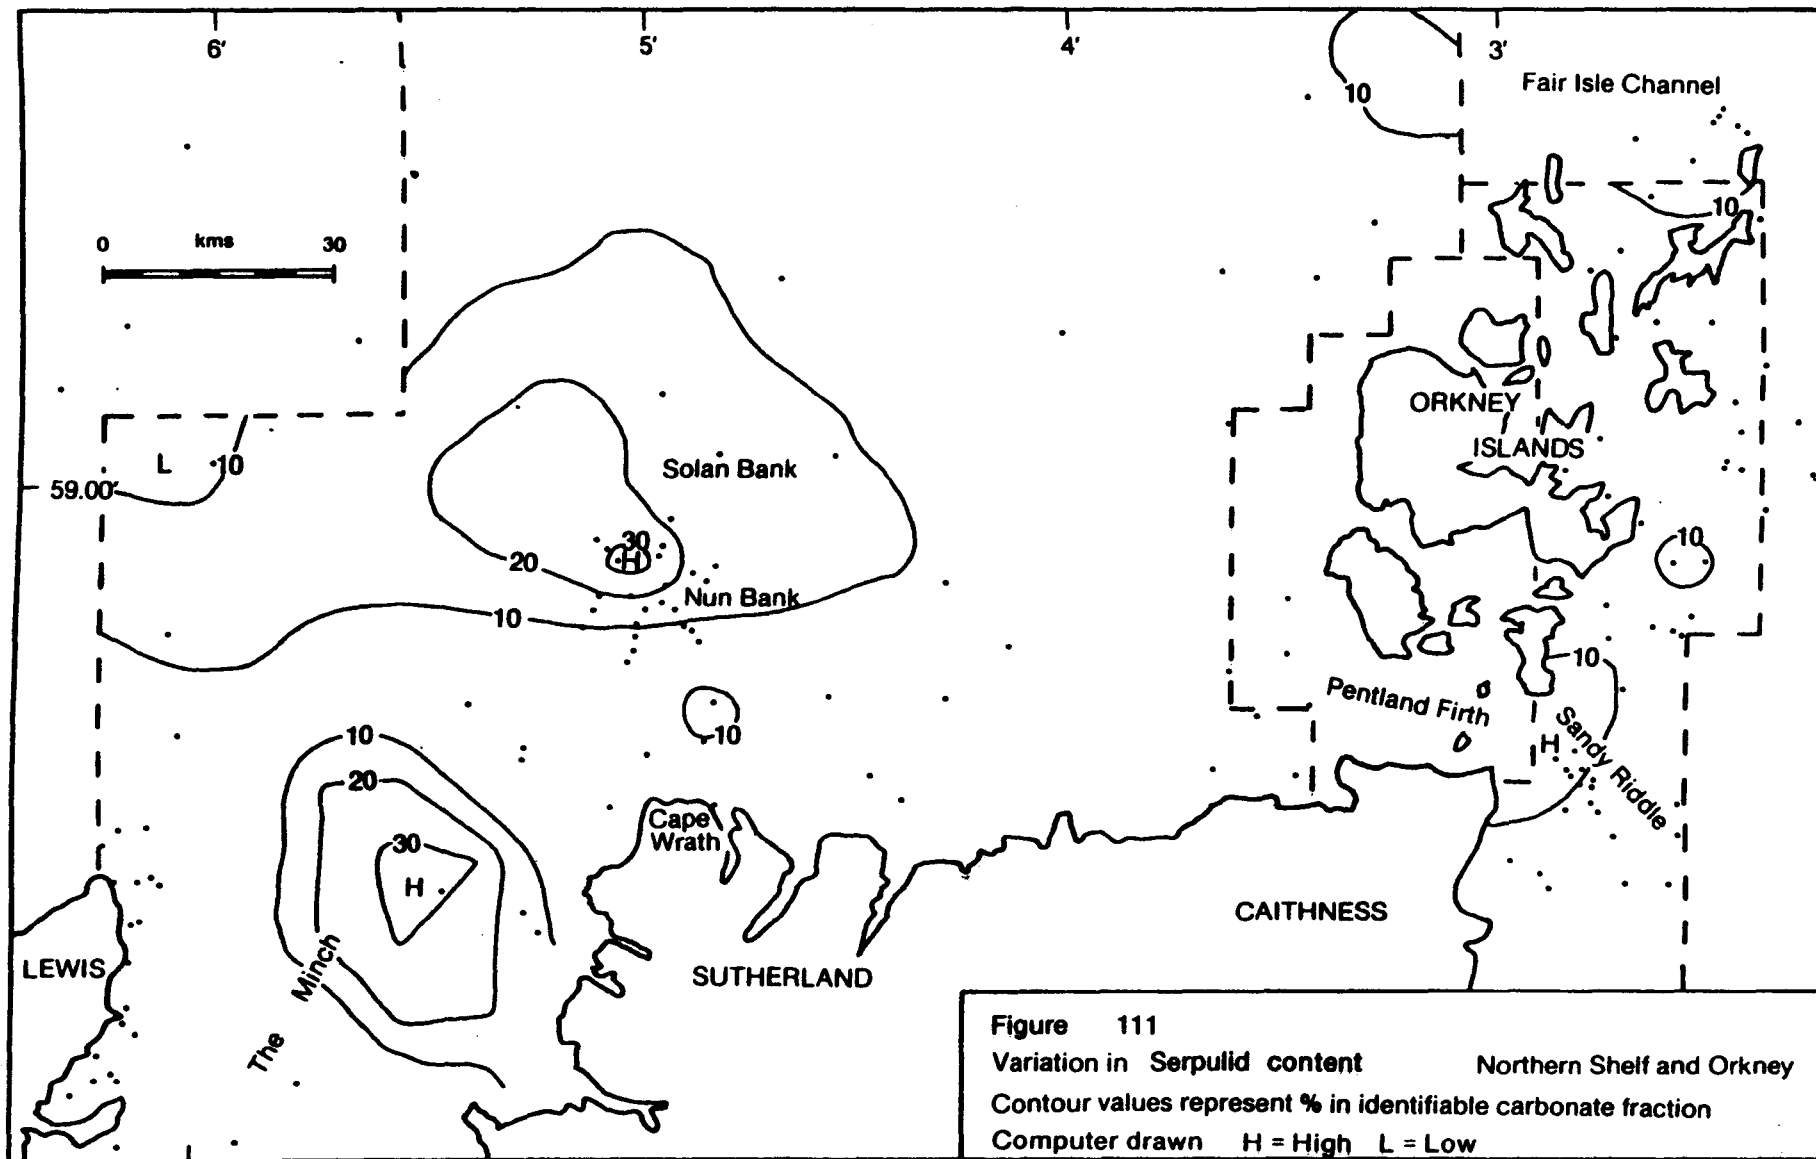 6'
5'
4'
3'
Fair Isle Channel
10
10
0 kms 30
ORKNEY
ISLANDS
L
10
59.00'
Solan Bank
30
H
20
10
Nun Bank
10
10
Pentland Firth
Sandy Riddle
H
10
10
20
30
H
Cape
Wrath
CAITHNESS
LEWIS
The Minch
SUTHERLAND
Figure 111
Variation in Serpulid content Northern Shelf and Orkney
Contour values represent % in identifiable carbonate fraction
Computer drawn H = High L = Low